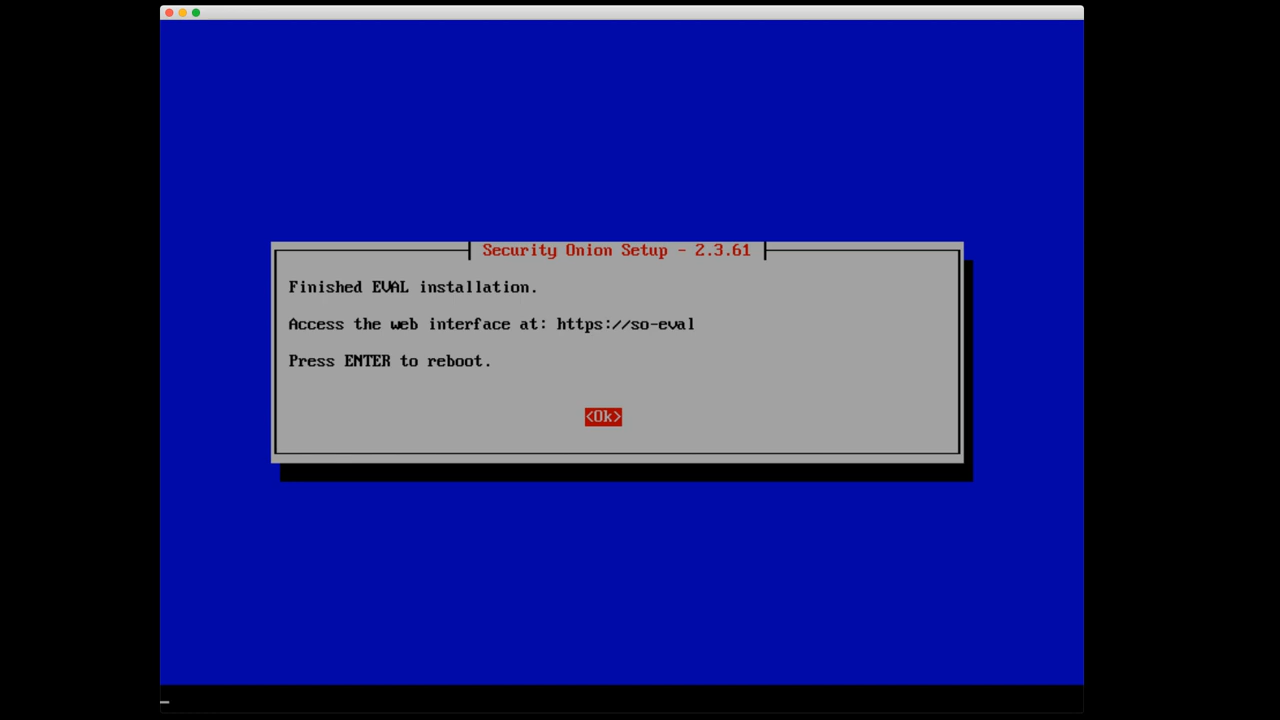 Security Onion Setup - 2.3.61
Finished EVAL installation.
Access the web interface at: https://so-eval
Press ENTER to reboot.
<Ok>